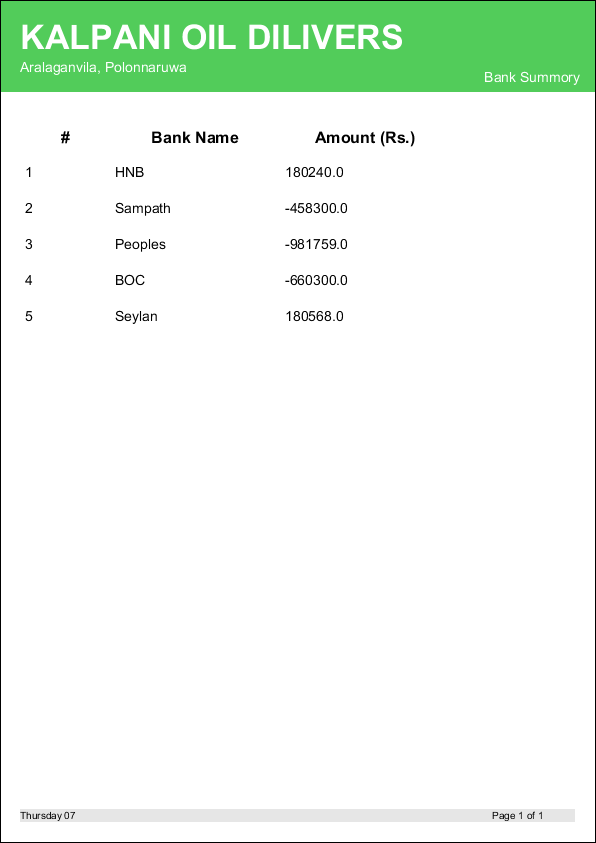 KALPANI OIL DILIVERS
Aralaganvila, Polonnaruwa
Bank Summory
# Bank Name Amount (Rs.)
1 HNB 180240.0
2 Sampath -458300.0
3 Peoples -981759.0
4 BOC -660300.0
5 Seylan 180568.0
Thursday 07 Page 1 of 1